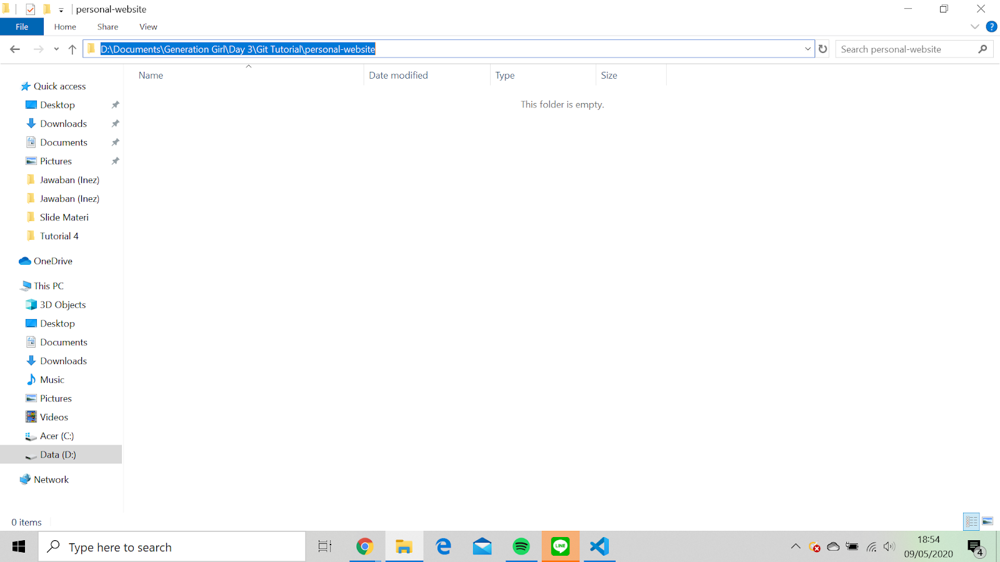 personal-website
File Home Share View
D:\Documents\Generation Girl\Day 3\Git Tutorial\personal-website
Search personal-website
Name Date modified Type Size
This folder is empty.
Quick access
Desktop
Downloads
Documents
Pictures
Jawaban (Inez)
Jawaban (Inez)
Slide Materi
Tutorial 4
OneDrive
This PC
3D Objects
Desktop
Documents
Downloads
Music
Pictures
Videos
Acer (C:)
Data (D:)
Network
0 items
Type here to search
LINE
18:54
09/05/2020
4